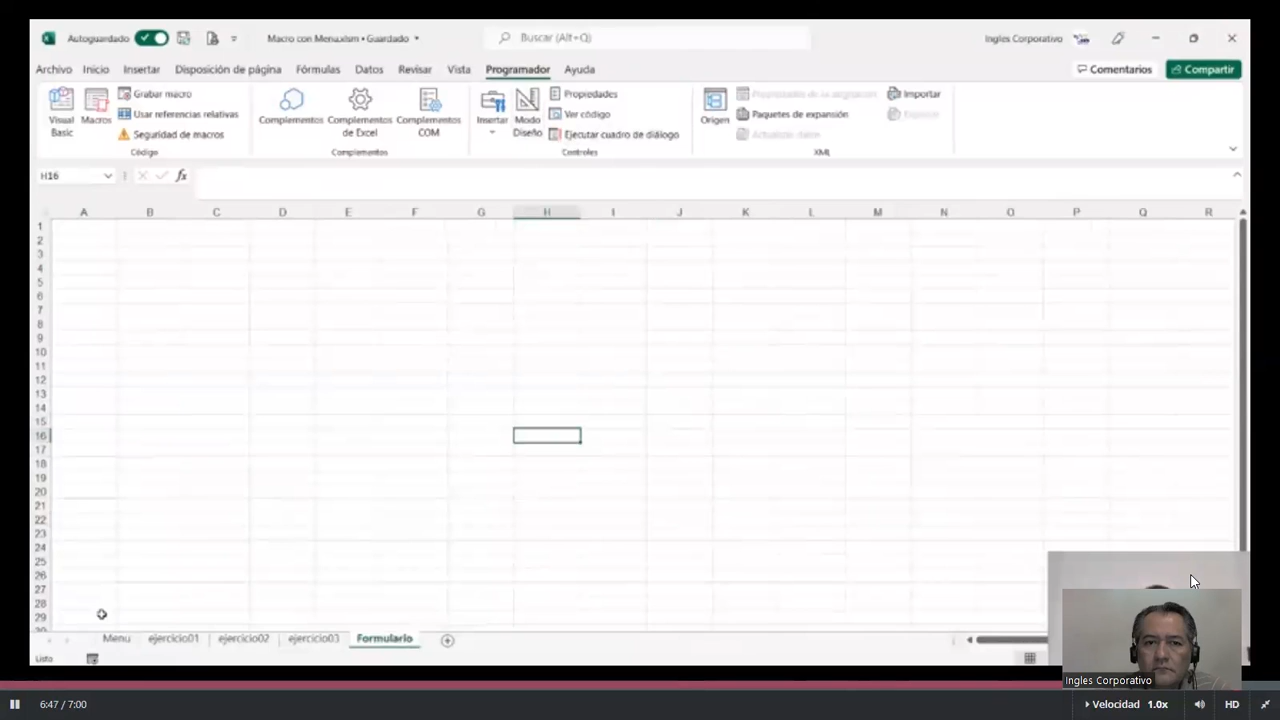 Autoguardado
Macro con Menu.xlsm • Guardado
Buscar (Alt+Q)
Ingles Corporativo
Archivo Inicio Insertar Disposición de página Fórmulas Datos Revisar Vista Programador Ayuda
Comentarios
Compartir
Visual Basic
Macros
Grabar macro
Usar referencias relativas
Seguridad de macros
Código
Complementos
Complementos de Excel
Complementos COM
Complementos
Insertar
Modo Diseño
Propiedades
Ver código
Ejecutar cuadro de diálogo
Controles
Origen
Propiedades de la asignación
Paquetes de expansión
Actualizar datos
Importar
Exportar
XML
H16
fx
A B C D E F G H I J K L M N O P Q R
1
2
3
4
5
6
7
8
9
10
11
12
13
14
15
16
17
18
19
20
21
22
23
24
25
26
27
28
29
Menu ejercicio01 ejercicio02 ejercicio03 Formulario
Listo
Ingles Corporativo
6:47 / 7:00
Velocidad 1.0x
HD